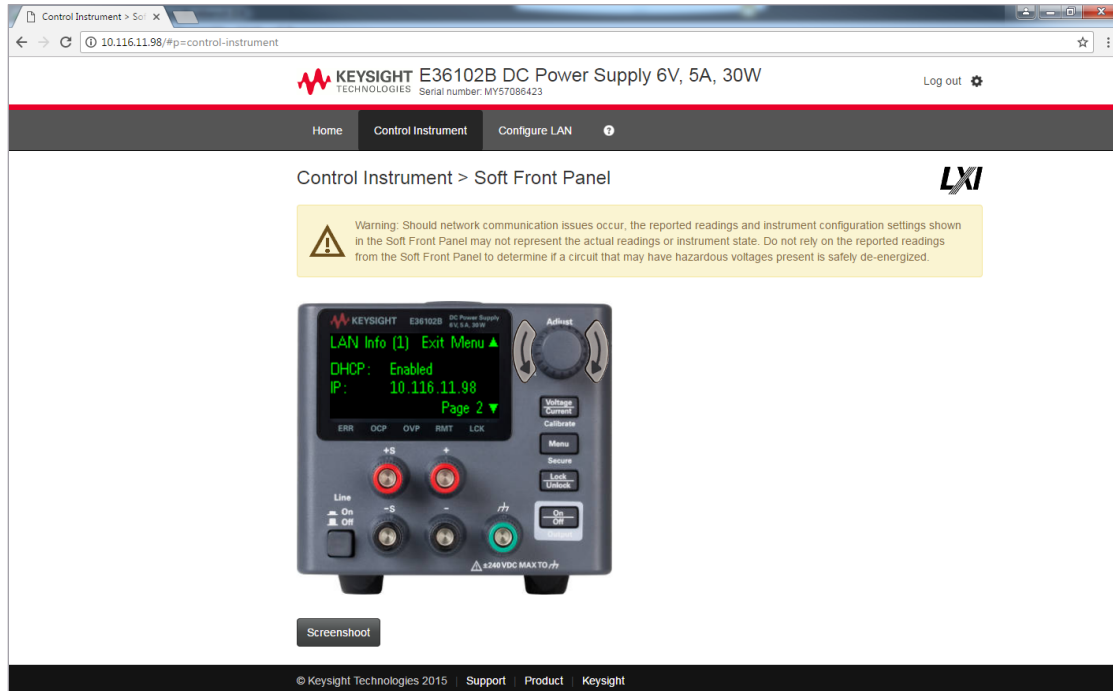 Control Instrument > Sof
10.116.11.98/#p=control-instrument
KEYSIGHT
TECHNOLOGIES
E36102B DC Power Supply 6V, 5A, 30W
Serial number: MY57086423
Log out
Home
Control Instrument
Configure LAN
?
Control Instrument > Soft Front Panel
LXI
Warning: Should network communication issues occur, the reported readings and instrument configuration settings shown
in the Soft Front Panel may not represent the actual readings or instrument state. Do not rely on the reported readings
from the Soft Front Panel to determine if a circuit that may have hazardous voltages present is safely de-energized.
KEYSIGHT E36102B DC Power Supply
6V, 5A, 30W
LAN Info (1) Exit Menu ▲
DHCP: Enabled
IP: 10.116.11.98
Page 2 ▼
ERR OCP OVP RMT LCK
Adjust
Voltage
Current
Calibrate
Menu
Secure
Lock
Unlock
On
Off
Output
+S +
Line
On
Off
-S -
±240 VDC MAX TO
Screenshoot
© Keysight Technologies 2015 | Support | Product | Keysight